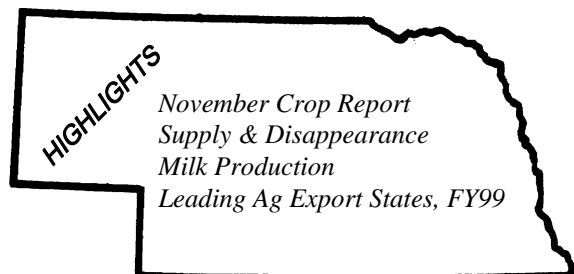 HIGHLIGHTS
November Crop Report
Supply & Disappearance
Milk Production
Leading Ag Export States, FY99